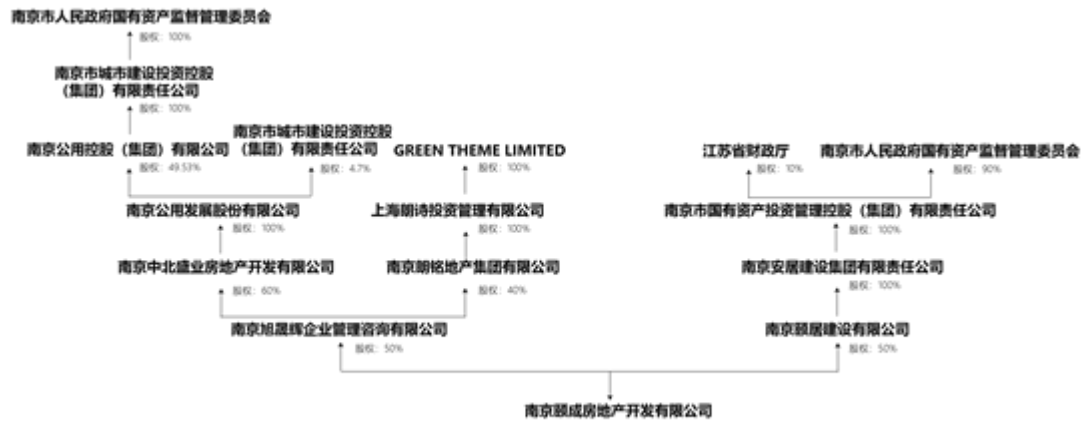 南京市人民政府国有资产监督管理委员会
股权：100%
南京市城市建设投资控股
（集团）有限责任公司
股权：100%
南京公用控股（集团）有限公司
股权：49.53%
南京市城市建设投资控股
（集团）有限责任公司
股权：4.7%
GREEN THEME LIMITED
股权：100%
江苏省财政厅
股权：10%
南京市人民政府国有资产监督管理委员会
股权：90%
南京公用发展股份有限公司
股权：100%
上海朗诗投资管理有限公司
股权：100%
南京市国有资产投资管理控股（集团）有限责任公司
股权：100%
南京中北盛业房地产开发有限公司
股权：60%
南京朗铭地产集团有限公司
股权：40%
南京安居建设集团有限责任公司
股权：100%
南京旭晟辉企业管理咨询有限公司
股权：50%
南京颐居建设有限公司
股权：50%
南京颐成房地产开发有限公司